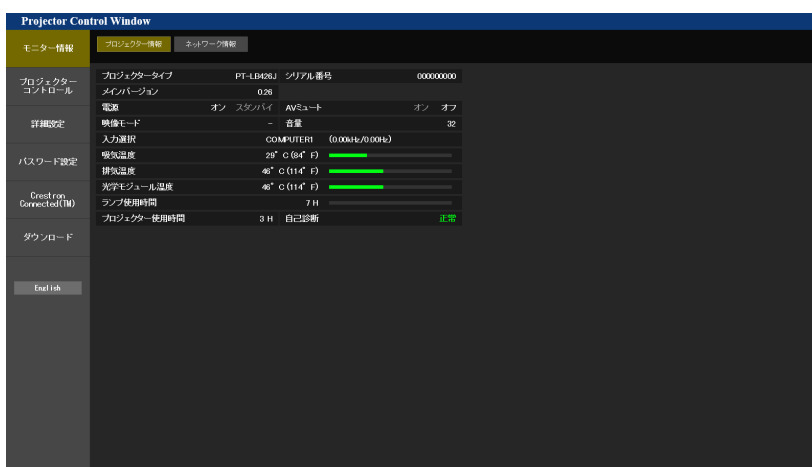 Projector Control Window
モニター情報
プロジェクター情報 ネットワーク情報
プロジェクター
コントロール
詳細設定
パスワード設定
Crestron
Connected(TM)
ダウンロード
English
プロジェクタータイプ PT-LB426J シリアル番号 000000000
メインバージョン 0.26
電源 オン スタンバイ AVミュート オン オフ
映像モード - 音量 32
入力選択 COMPUTER1 (0.00kHz/0.00Hz)
吸気温度 29° C (84° F)
排気温度 46° C (114° F)
光学モジュール温度 46° C (114° F)
ランプ使用時間 7 H
プロジェクター使用時間 3 H 自己診断 正常